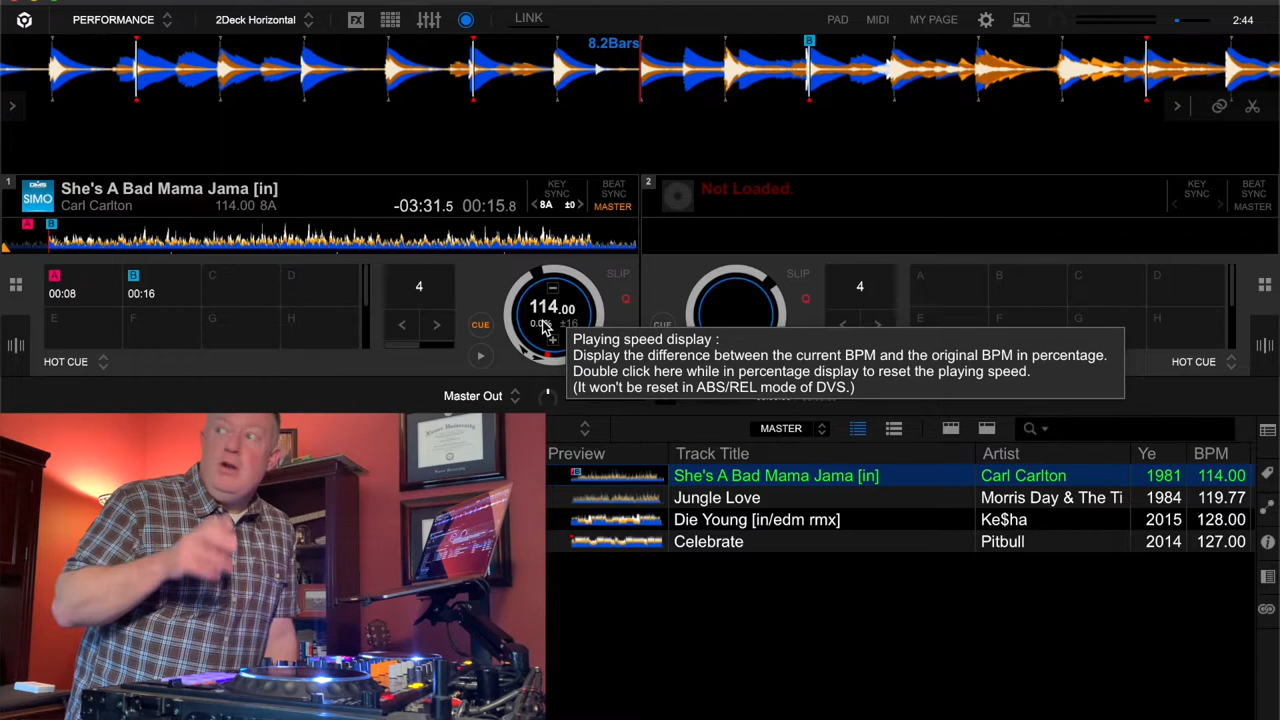 PERFORMANCE
2Deck Horizontal
FX
LINK
PAD
MIDI
MY PAGE
2:44
8.2Bars
B
1
DMS
SIMO
She's A Bad Mama Jama [in]
Carl Carlton
114.00 8A
-03:31.5 00:15.8
KEY
SYNC
8A ±0
BEAT
SYNC
MASTER
2
Not Loaded.
KEY
SYNC
BEAT
SYNC
MASTER
A
B
A
00:08
B
00:16
C
D
E
F
G
H
HOT CUE
4
CUE
114.00
0.0%
±16
SLIP
Q
SLIP
Q
4
CUE
A
B
C
D
E
HOT CUE
Playing speed display :
Display the difference between the current BPM and the original BPM in percentage.
Double click here while in percentage display to reset the playing speed.
(It won't be reset in ABS/REL mode of DVS.)
Master Out
MASTER
Preview
Track Title
Artist
Ye
BPM
She's A Bad Mama Jama [in]
Carl Carlton
1981
114.00
Jungle Love
Morris Day & The Ti
1984
119.77
Die Young [in/edm rmx]
Ke$ha
2015
128.00
Celebrate
Pitbull
2014
127.00